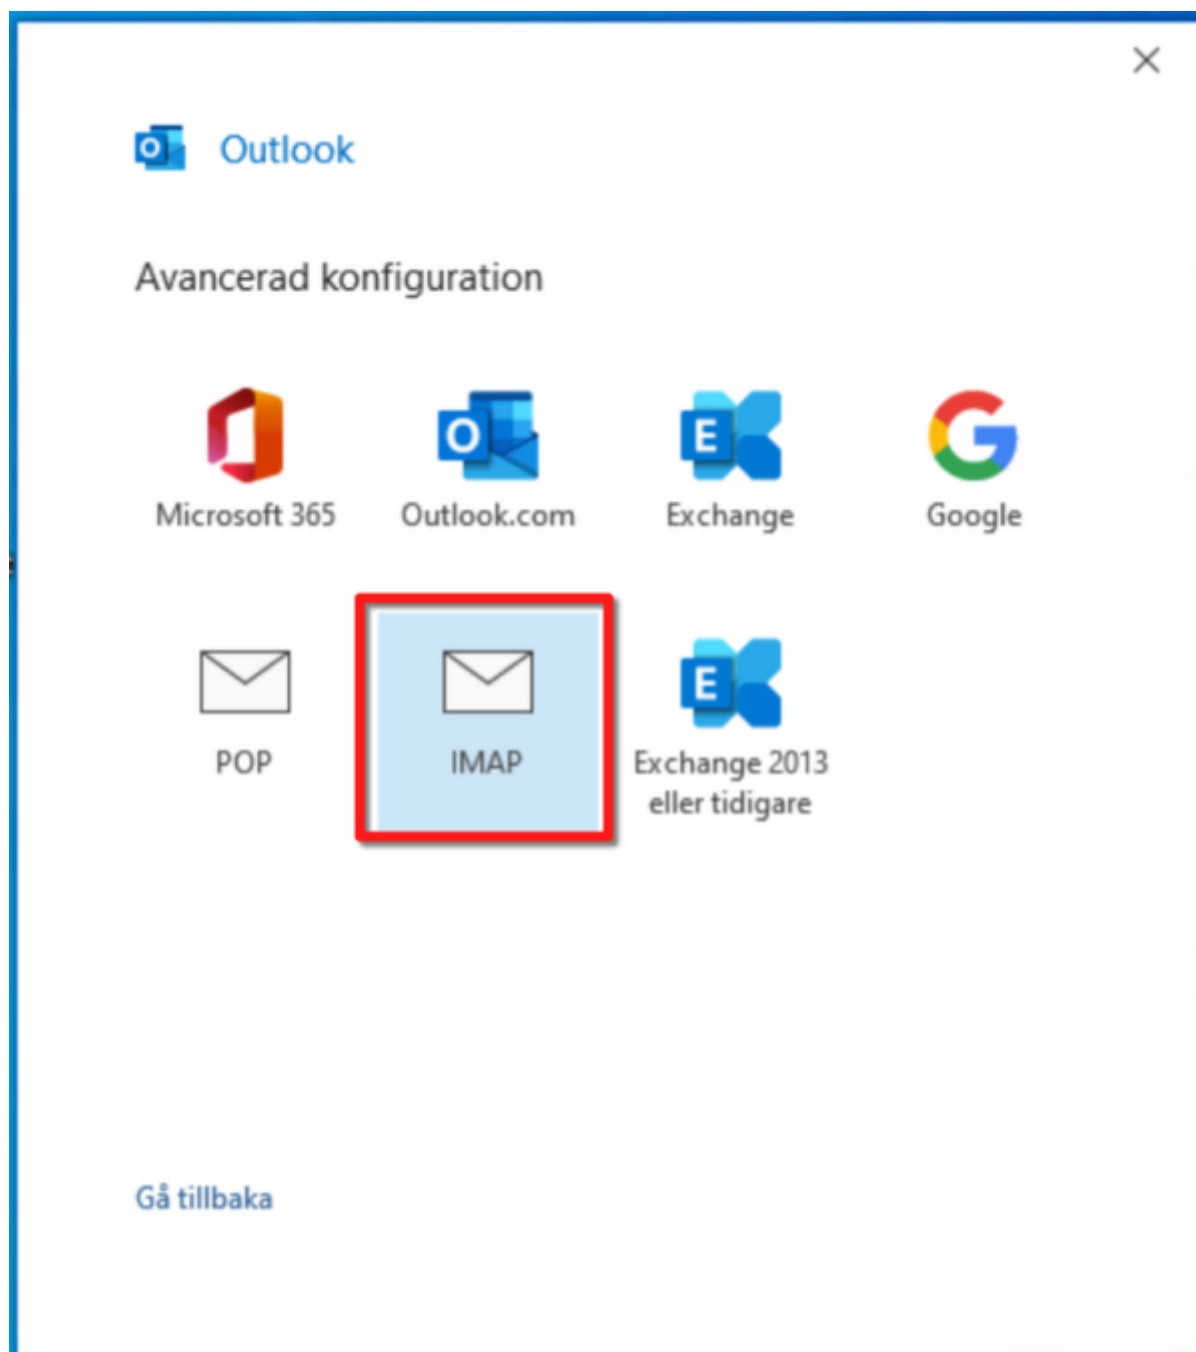 Outlook
Avancerad konfiguration
Microsoft 365
Outlook.com
Exchange
Google
POP
IMAP
Exchange 2013
eller tidigare
Gå tillbaka